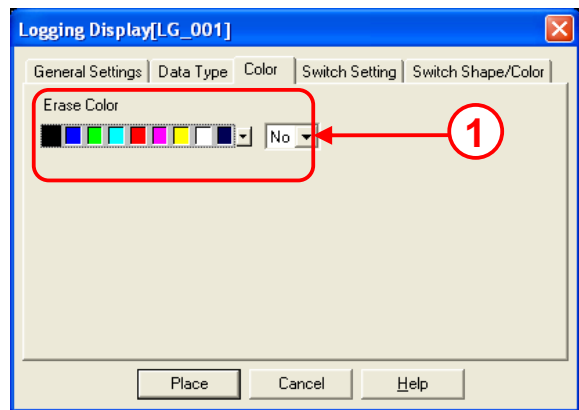 Logging Display[LG_001]
General Settings Data Type Color Switch Setting Switch Shape/Color
Erase Color
No
1
Place Cancel Help